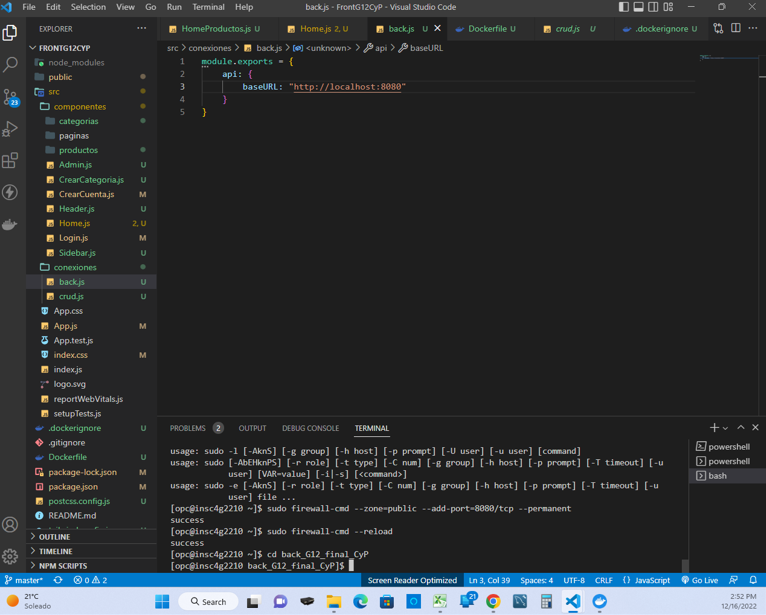 File Edit Selection View Go Run Terminal Help back.js - FrontG12CyP - Visual Studio Code
EXPLORER
HomeProductos.js U Home.js 2, U back.js U Dockerfile U crud.js U .dockerignore U
FRONTG12CYP
src > conexiones > back.js > <unknown> > api > baseURL
node_modules
public
src
componentes
categorias
paginas
productos
Admin.js U
CrearCategoria.js U
CrearCuenta.js M
Header.js U
Home.js 2, U
Login.js M
Sidebar.js U
conexiones
back.js U
crud.js U
App.css
App.js M
App.test.js
index.css M
index.js
logo.svg
reportWebVitals.js
setupTests.js
.dockerignore U
.gitignore
Dockerfile U
package-lock.json M
package.json M
postcss.config.js U
README.md
OUTLINE
TIMELINE
NPM SCRIPTS
23
1 module.exports = {
2 api: {
3 baseURL: "http://localhost:8080"
4 }
5 }
PROBLEMS 2 OUTPUT DEBUG CONSOLE TERMINAL
usage: sudo -l [-AknS] [-g group] [-h host] [-p prompt] [-U user] [-u user] [command]
usage: sudo [-AbEHknPS] [-r role] [-t type] [-C num] [-g group] [-h host] [-p prompt] [-T timeout] [-u
user] [VAR=value] [-i|-s] [<command>]
usage: sudo -e [-AknS] [-r role] [-t type] [-C num] [-g group] [-h host] [-p prompt] [-T timeout] [-u
user] file ...
[opc@insc4g2210 ~]$ sudo firewall-cmd --zone=public --add-port=8080/tcp --permanent
success
[opc@insc4g2210 ~]$ sudo firewall-cmd --reload
success
[opc@insc4g2210 ~]$ cd back_G12_final_CyP
[opc@insc4g2210 back_G12_final_CyP]$
powershell
powershell
bash
master* 0 2 Screen Reader Optimized Ln 3, Col 39 Spaces: 4 UTF-8 CRLF {} JavaScript Go Live
21°C
Soleado
Search
21
2:52 PM
12/16/2022